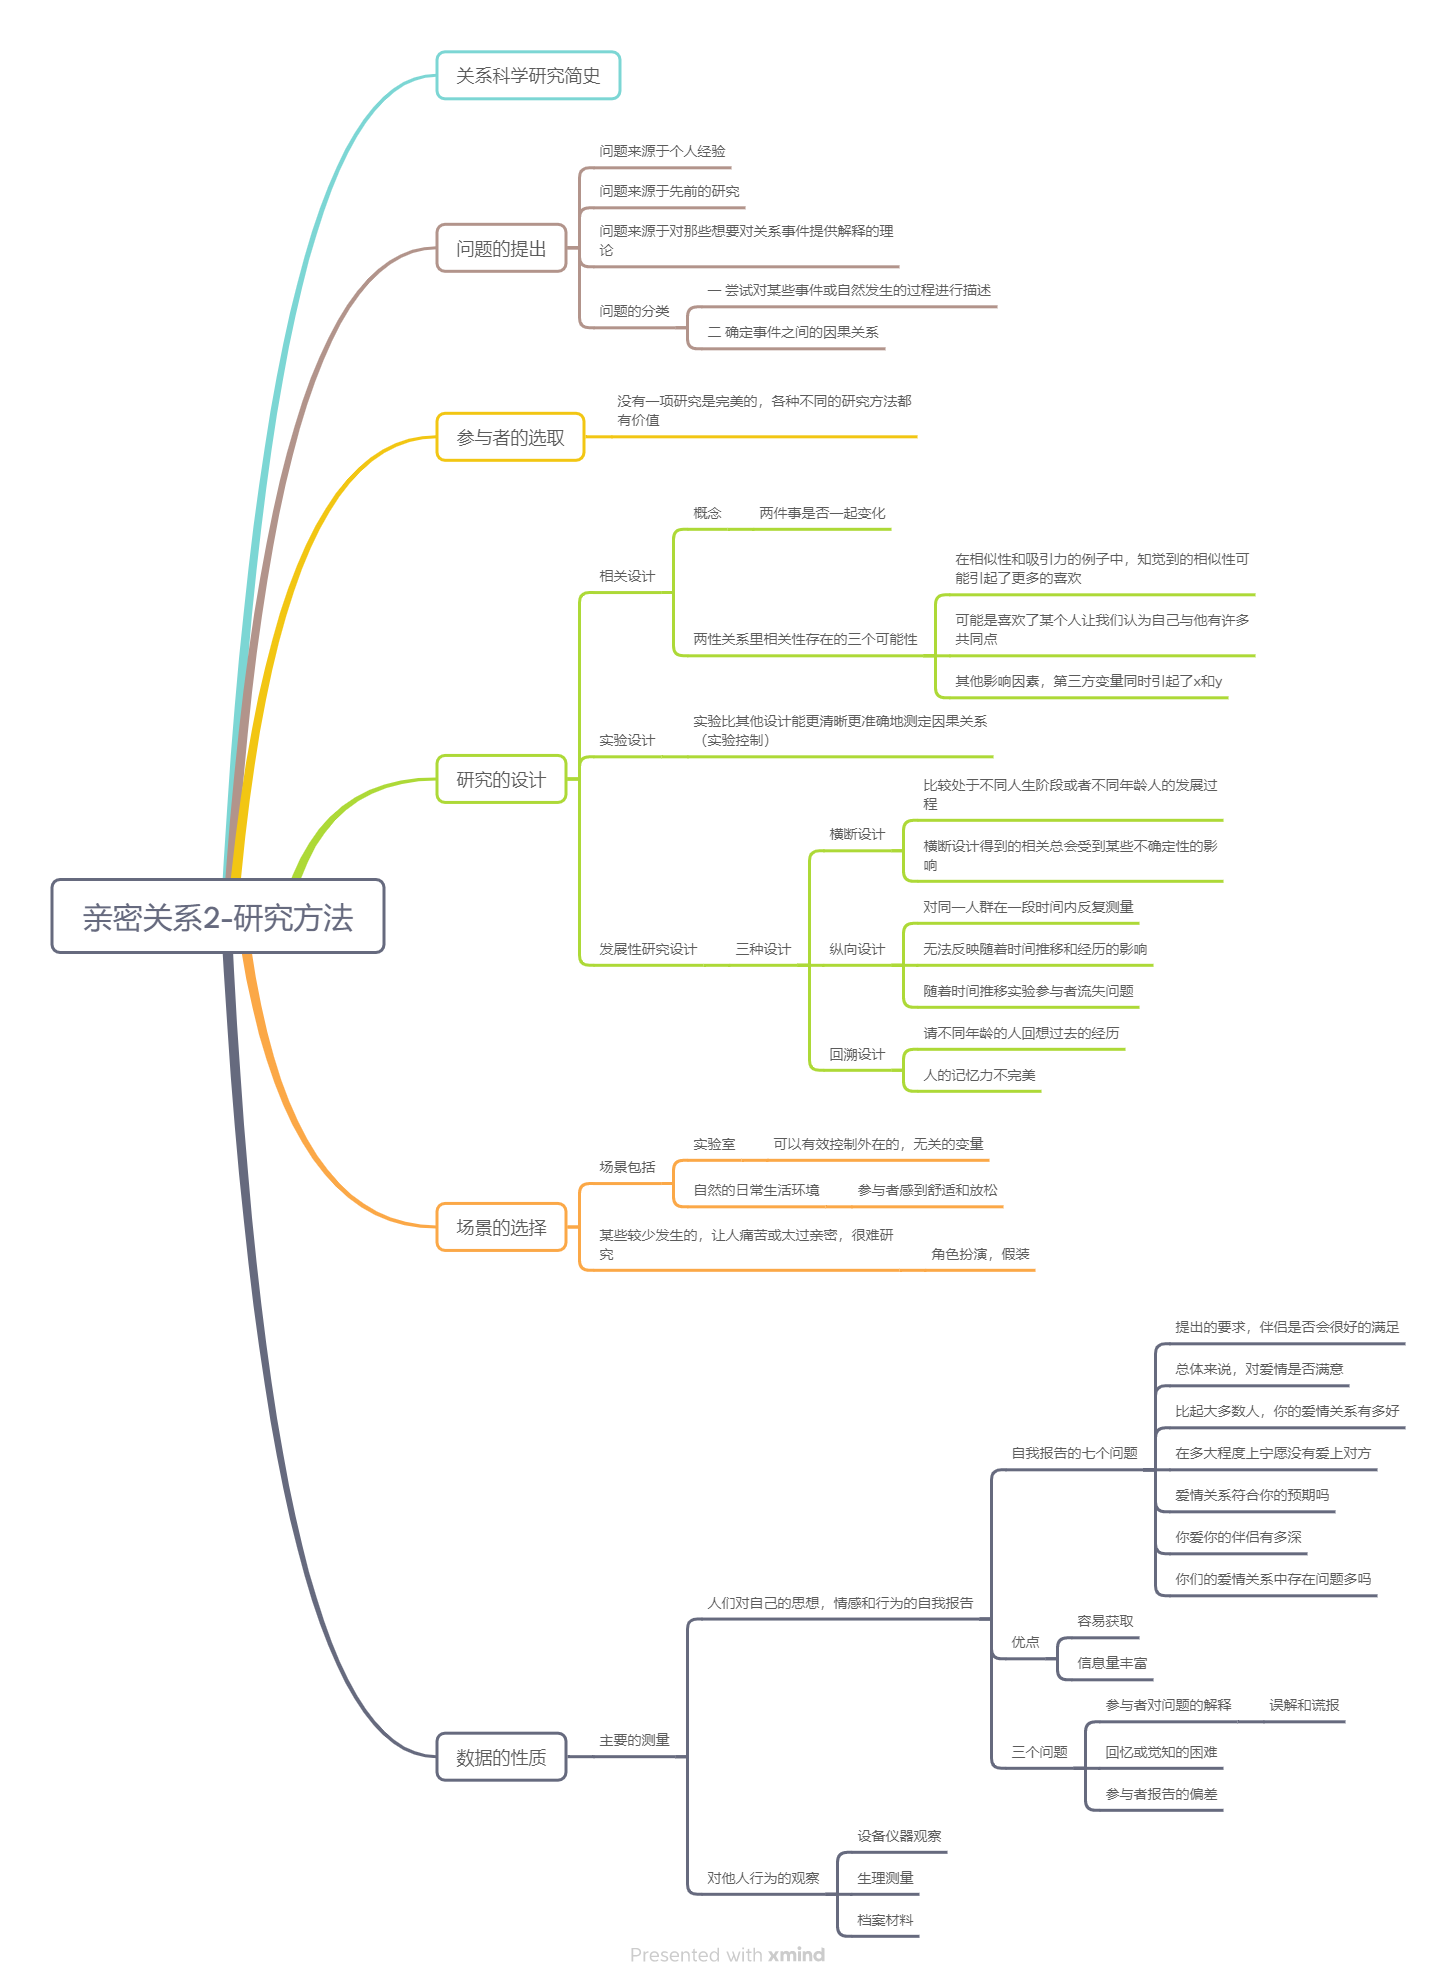 关系科学研究简史
问题的提出
问题来源于个人经验
问题来源于先前的研究
问题来源于对那些想要对关系事件提供解释的理
论
问题的分类
一 尝试对某些事件或自然发生的过程进行描述
二 确定事件之间的因果关系
参与者的选取
没有一项研究是完美的，各种不同的研究方法都
有价值
亲密关系2-研究方法
研究的设计
相关设计
概念
两件事是否一起变化
两性关系里相关性存在的三个可能性
在相似性和吸引力的例子中，知觉到的相似性可
能引起了更多的喜欢
可能是喜欢了某个人让我们认为自己与他有许多
共同点
其他影响因素，第三方变量同时引起了x和y
实验设计
实验比其他设计能更清晰更准确地测定因果关系
（实验控制）
发展性研究设计
三种设计
横断设计
比较处于不同人生阶段或者不同年龄人的发展过
程
横断设计得到的相关总会受到某些不确定性的影
响
纵向设计
对同一人群在一段时间内反复测量
无法反映随着时间推移和经历的影响
随着时间推移实验参与者流失问题
回溯设计
请不同年龄的人回想过去的经历
人的记忆力不完美
场景的选择
场景包括
实验室
可以有效控制外在的，无关的变量
自然的日常生活环境
参与者感到舒适和放松
某些较少发生的，让人痛苦或太过亲密，很难研
究
角色扮演，假装
数据的性质
主要的测量
人们对自己的思想，情感和行为的自我报告
自我报告的七个问题
提出的要求，伴侣是否会很好的满足
总体来说，对爱情是否满意
比起大多数人，你的爱情关系有多好
在多大程度上宁愿没有爱上对方
爱情关系符合你的预期吗
你爱你的伴侣有多深
你们的爱情关系中存在问题多吗
优点
容易获取
信息量丰富
三个问题
参与者对问题的解释
误解和谎报
回忆或觉知的困难
参与者报告的偏差
对他人行为的观察
设备仪器观察
生理测量
档案材料
Presented with xmind